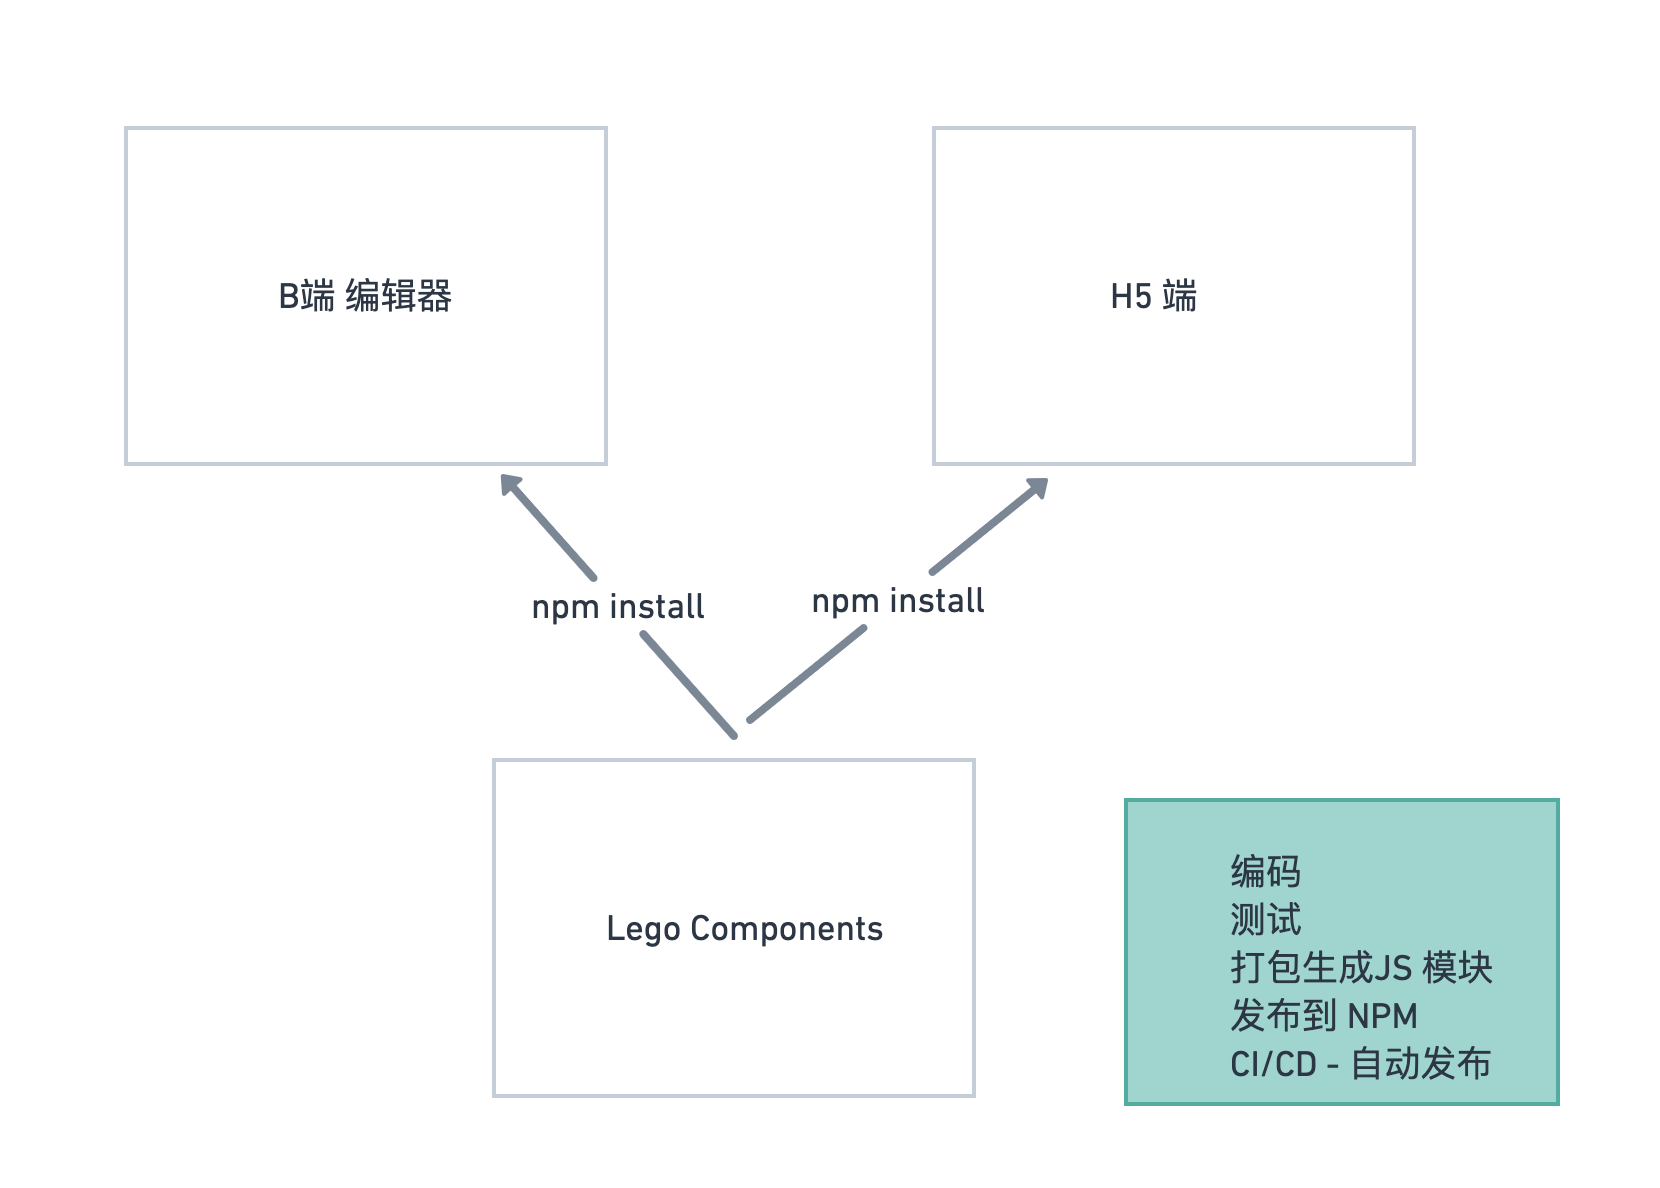 B端 编辑器
H5 端
npm install
npm install
Lego Components
编码
测试
打包生成JS 模块
发布到 NPM
CI/CD - 自动发布